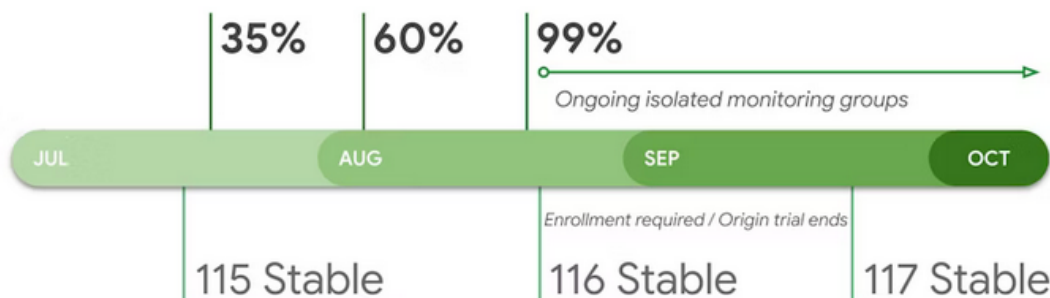 35% 60% 99%
Ongoing isolated monitoring groups
JUL AUG SEP OCT
Enrollment required / Origin trial ends
115 Stable 116 Stable 117 Stable